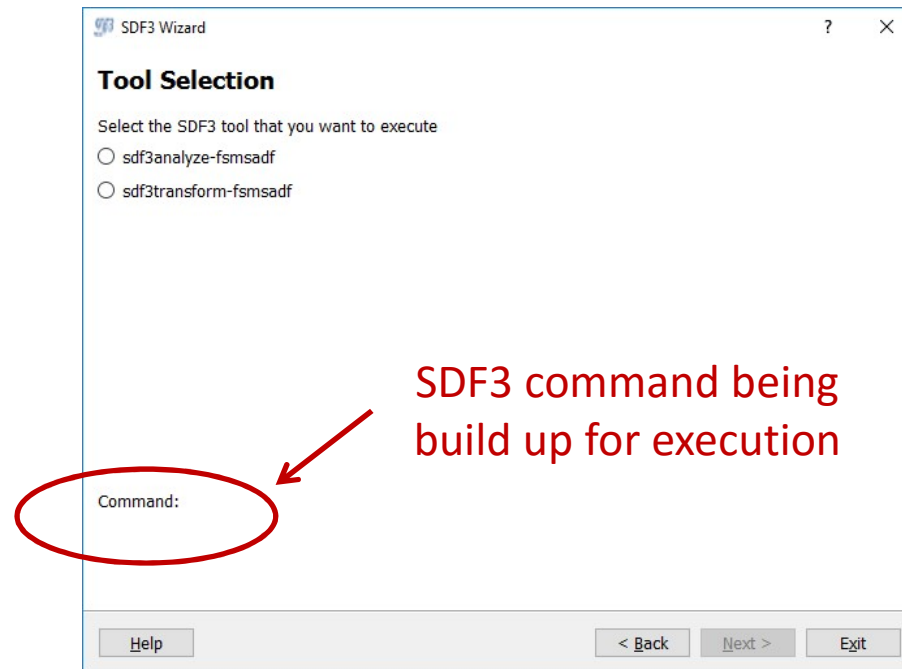 SDF3 Wizard
?
Tool Selection
Select the SDF3 tool that you want to execute
sdf3analyze-fsmsadf
sdf3transform-fsmsadf
SDF3 command being
build up for execution
Command:
Help
< Back
Next >
Exit